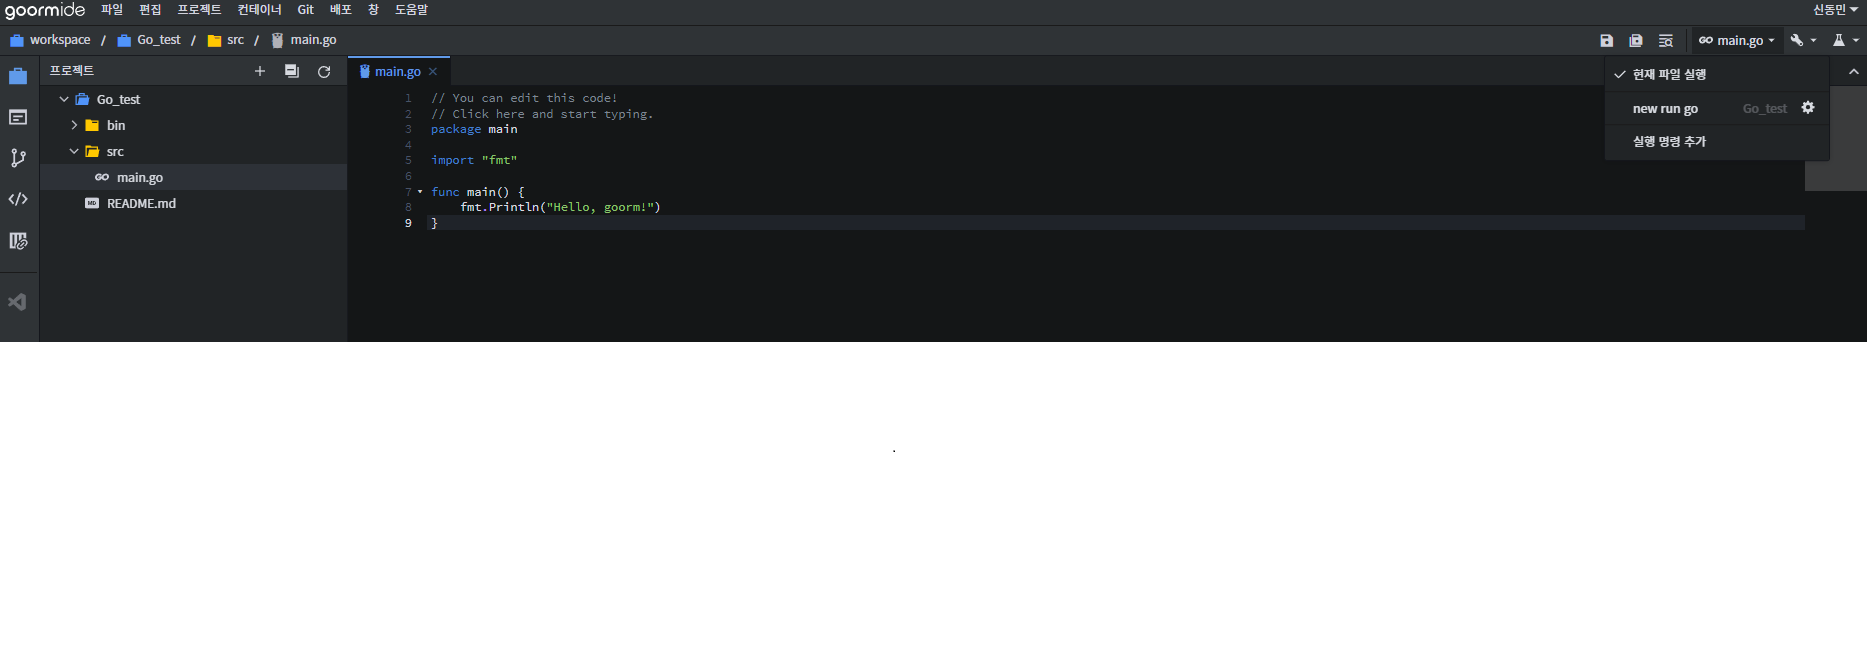 goormide 파일 편집 프로젝트 컨테이너 Git 배포 창 도움말 신동민
workspace / Go_test / src / main.go GO main.go
프로젝트 main.go 현재 파일 실행
Go_test
bin
src
GO main.go
MD README.md
1 // You can edit this code!
2 // Click here and start typing.
3 package main
4
5 import "fmt"
6
7 func main() {
8 fmt.Println("Hello, goorm!")
9 }
new run go Go_test
실행 명령 추가
.